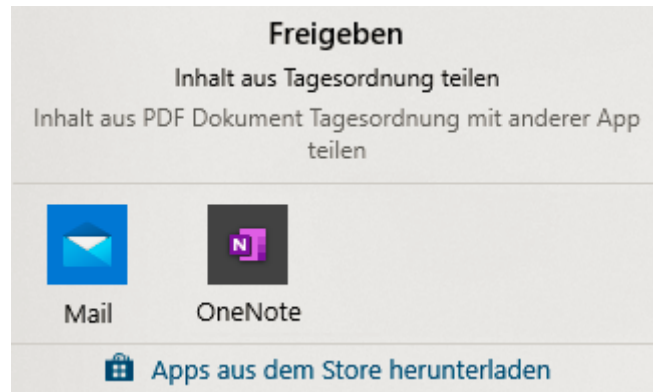 Freigeben
Inhalt aus Tagesordnung teilen
Inhalt aus PDF Dokument Tagesordnung mit anderer App
teilen
N
Mail OneNote
Apps aus dem Store herunterladen